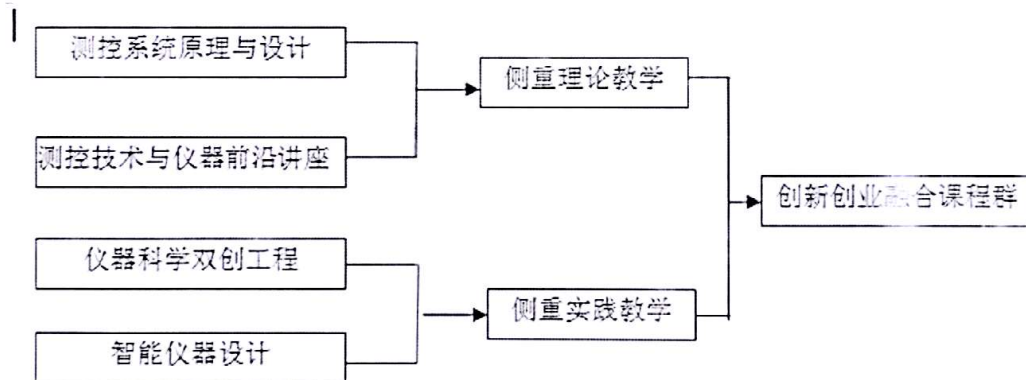 测控系统原理与设计
侧重理论教学
测控技术与仪器前沿讲座
创新创业融合课程群
仪器科学双创工程
侧重实践教学
智能仪器设计